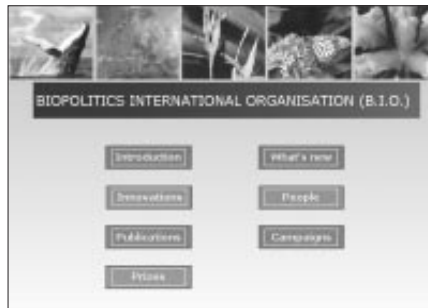 BIOPOLITICS INTERNATIONAL ORGANISATION (B.I.O.)
Introduction
What's new
Innovations
People
Publications
Campaigns
Prizes